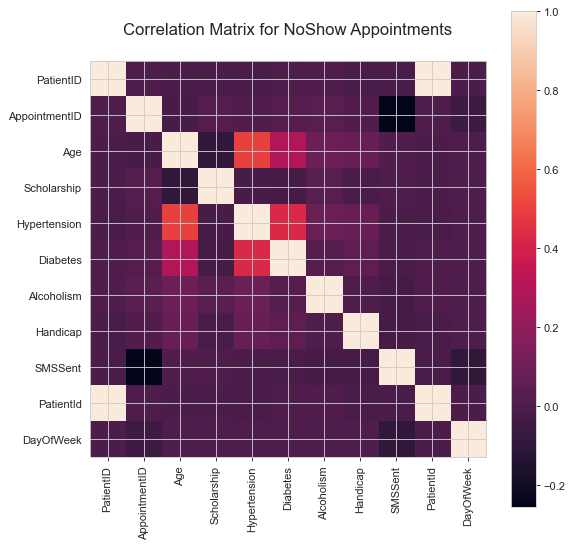 Correlation Matrix for NoShow Appointments
PatientID
AppointmentID
Age
Scholarship
Hypertension
Diabetes
Alcoholism
Handicap
SMSSent
PatientId
DayOfWeek
PatientID
AppointmentID
Age
Scholarship
Hypertension
Diabetes
Alcoholism
Handicap
SMSSent
PatientId
DayOfWeek
1.0
0.8
0.6
0.4
0.2
0.0
−0.2